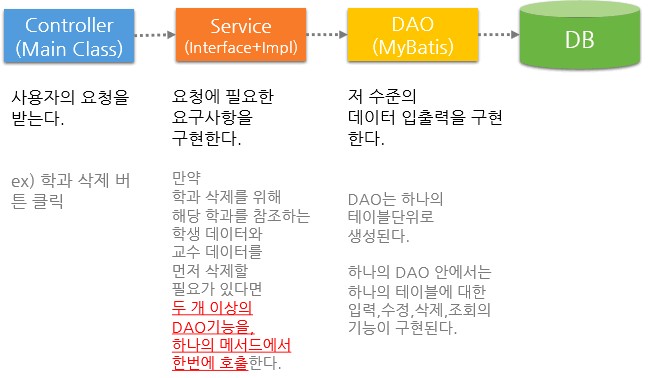 Controller
(Main Class)
Service
(Interface+Impl)
DAO
(MyBatis)
DB
사용자의 요청을
받는다.
ex) 학과 삭제 버
튼 클릭
요청에 필요한
요구사항을
구현한다.
만약
학과 삭제를 위해
해당 학과를 참조하는
학생 데이터와
교수 데이터를
먼저 삭제할
필요가 있다면
두 개 이상의
DAO기능을,
하나의 메서드에서
한번에 호출한다.
저 수준의
데이터 입출력을 구현
한다.
DAO는 하나의
테이블단위로
생성된다.
하나의 DAO 안에서는
하나의 테이블에 대한
입력,수정,삭제,조회의
기능이 구현된다.